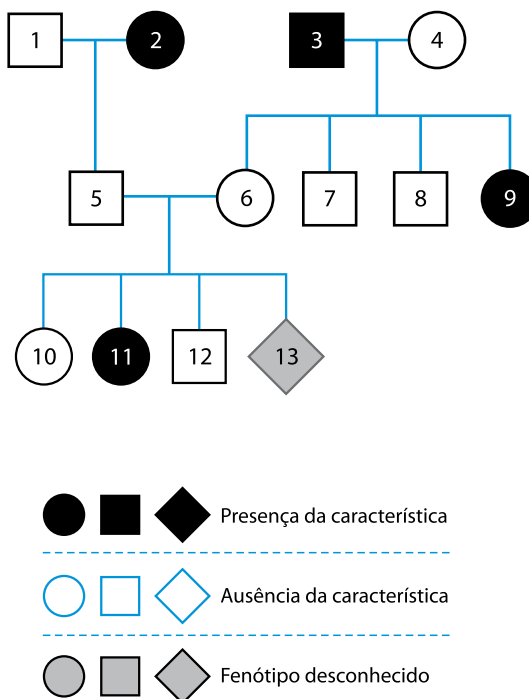 1 2 3 4
5 6 7 8 9
10 11 12 13
Presença da característica
Ausência da característica
Fenótipo desconhecido